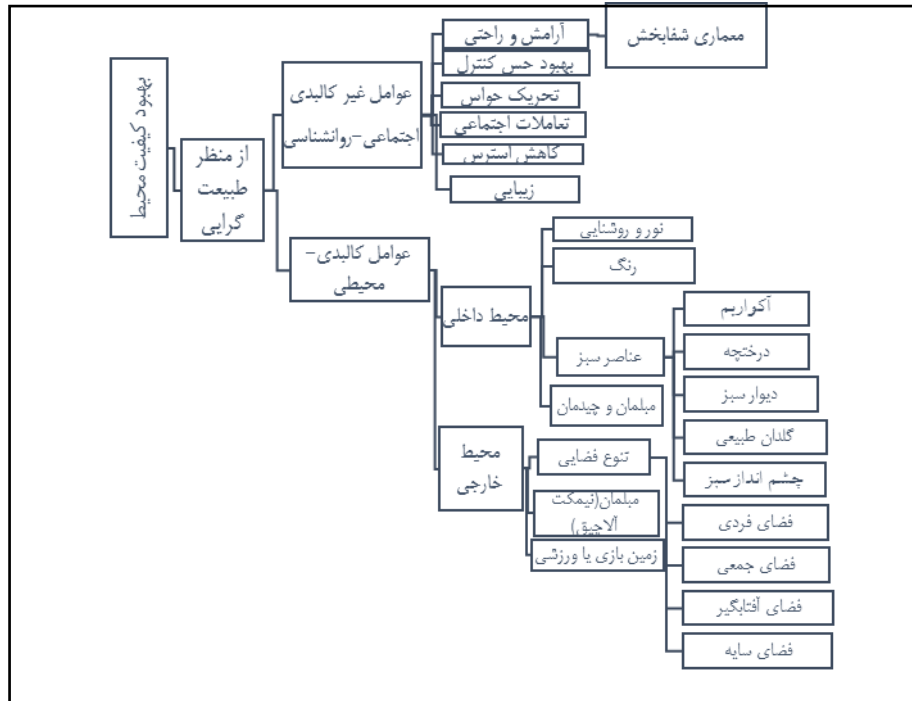 بهبود کیفیت محیط
از منظر
طبیعت
گرایی
عوامل غیر کالبدی
اجتماعی-روانشناسی
آرامش و راحتی
معماری شفابخش
بهبود حس کنترل
تحریک حواس
تعاملات اجتماعی
کاهش استرس
زیبایی
عوامل کالبدی-
محیطی
محیط داخلی
نور و روشنایی
رنگ
عناصر سبز
آکواریم
درختچه
دیوار سبز
گلدان طبیعی
چشم انداز سبز
مبلمان و چیدمان
محیط
خارجی
تنوع فضایی
فضای فردی
فضای جمعی
فضای آفتابگیر
فضای سایه
مبلمان(نیمکت
آلاچیق)
زمین بازی یا ورزشی